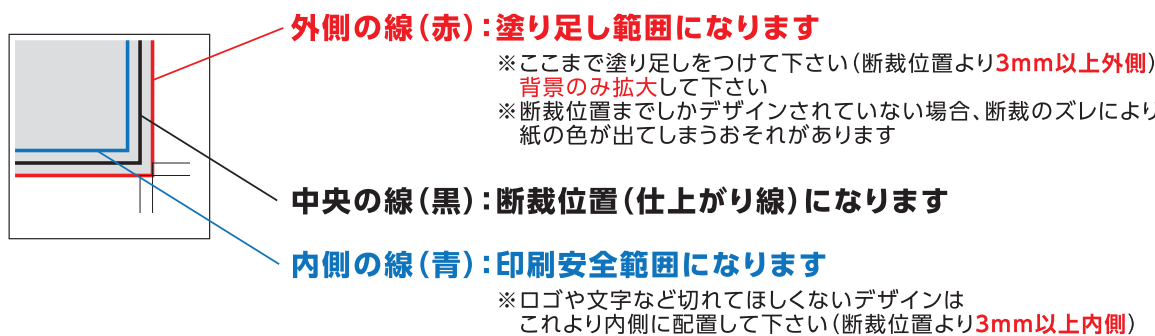 外側の線(赤):塗り足し範囲になります
※ここまで塗り足しをつけて下さい(断裁位置より3mm以上外側)
背景のみ拡大して下さい
※断裁位置までしかデザインされていない場合、断裁のズレにより
紙の色が出てしまうおそれがあります
中央の線(黒):断裁位置(仕上がり線)になります
内側の線(青):印刷安全範囲になります
※ロゴや文字など切れてほしくないデザインは
これより内側に配置して下さい(断裁位置より3mm以上内側)